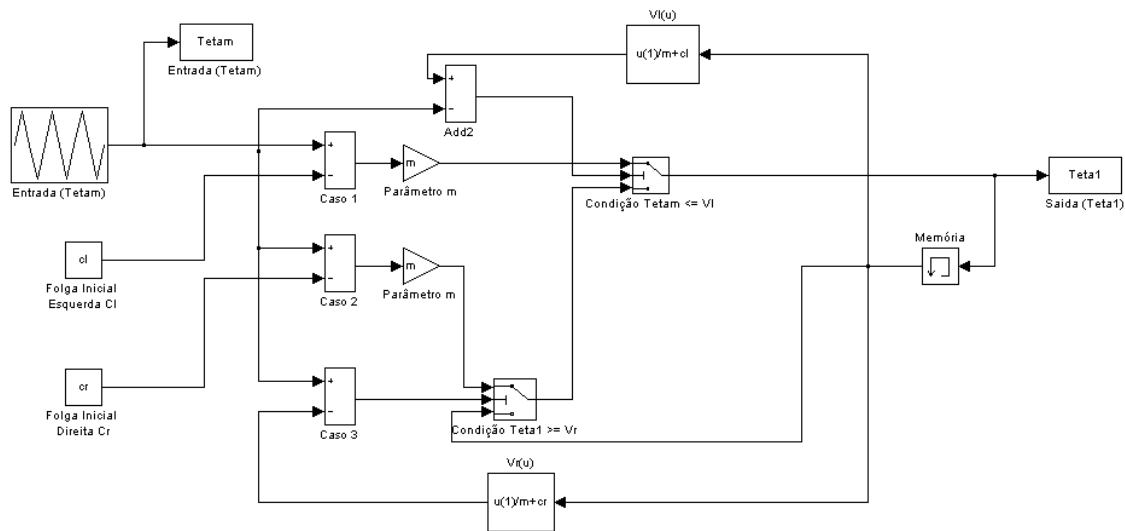 Vl(u)
Tetam
Entrada (Tetam)
u(1)/m+cl
+
−
Add2
Entrada (Tetam)
+
−
Caso 1
m
Parâmetro m
Condição Tetam <= Vl
Teta1
Saida (Teta1)
cl
Folga Inicial
Esquerda Cl
+
−
Caso 2
m
Parâmetro m
Memória
cr
Folga Inicial
Direita Cr
+
−
Caso 3
Condição Teta1 >= Vr
Vr(u)
u(1)/m+cr